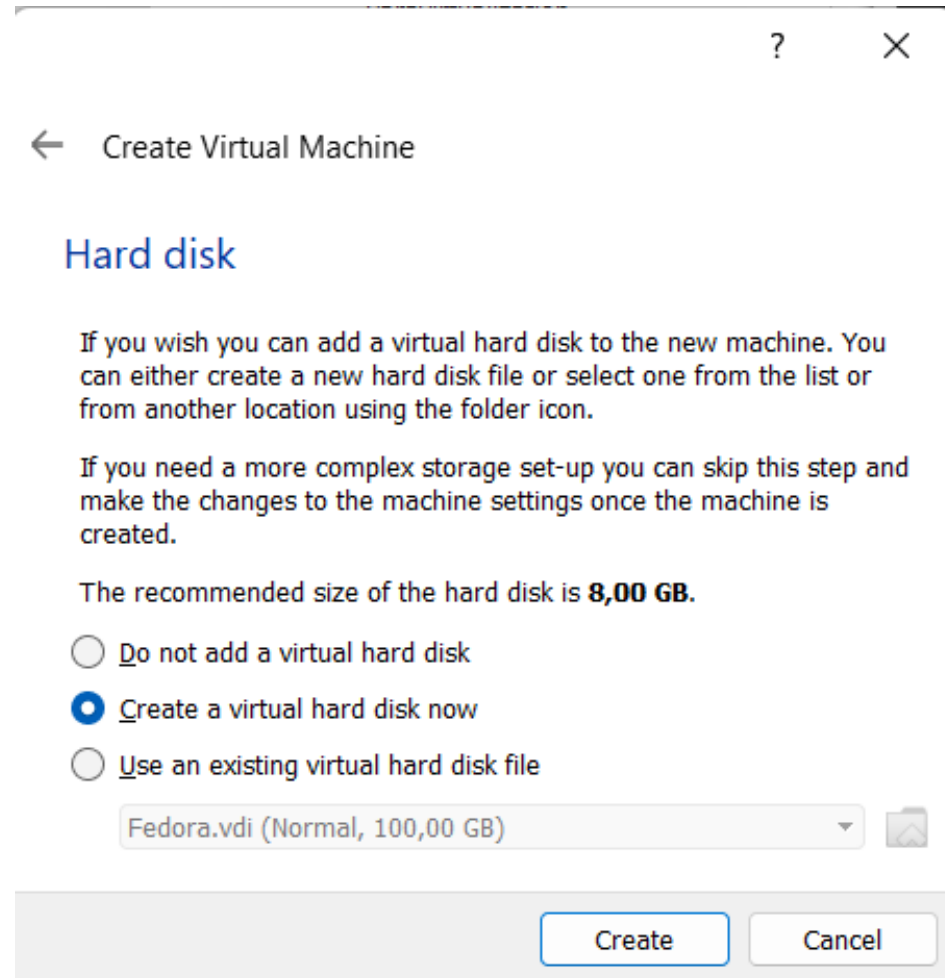 ?
Create Virtual Machine
Hard disk
If you wish you can add a virtual hard disk to the new machine. You
can either create a new hard disk file or select one from the list or
from another location using the folder icon.
If you need a more complex storage set-up you can skip this step and
make the changes to the machine settings once the machine is
created.
The recommended size of the hard disk is 8,00 GB.
Do not add a virtual hard disk
Create a virtual hard disk now
Use an existing virtual hard disk file
Fedora.vdi (Normal, 100,00 GB)
Create Cancel